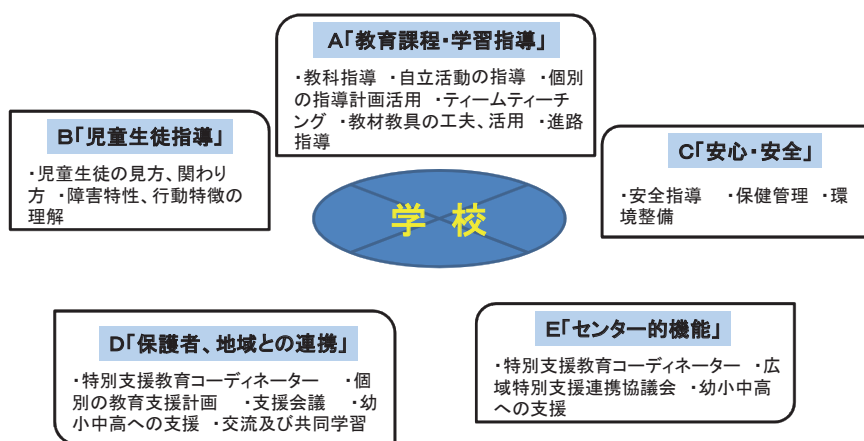 A「教育課程・学習指導」
・教科指導 ・自立活動の指導 ・個別
の指導計画活用 ・ティームティーチ
ング ・教材教具の工夫、活用 ・進路
指導
B「児童生徒指導」
・児童生徒の見方、関わり
方 ・障害特性、行動特徴の
理解
C「安心・安全」
・安全指導 ・保健管理 ・環
境整備
学 校
D「保護者、地域との連携」
・特別支援教育コーディネーター ・個
別の教育支援計画 ・支援会議 ・幼
小中高への支援 ・交流及び共同学習
E「センター的機能」
・特別支援教育コーディネーター ・広
域特別支援連携協議会 ・幼小中高
への支援